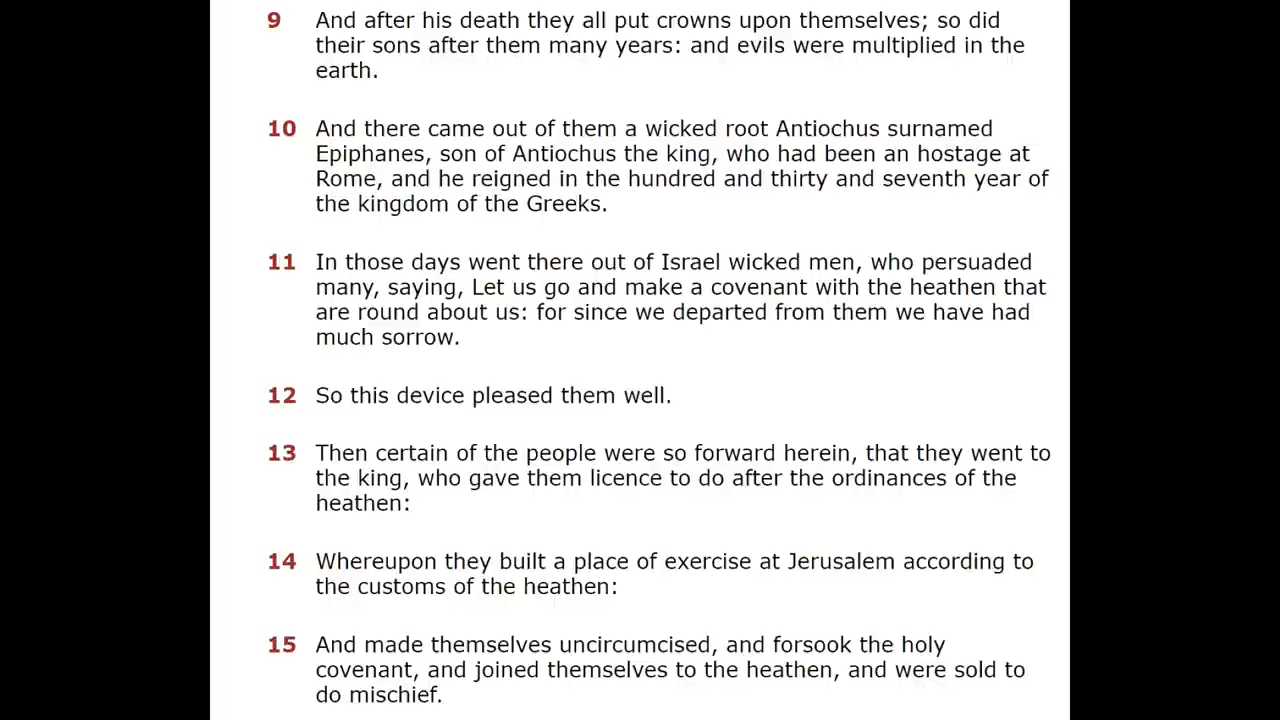 9 And after his death they all put crowns upon themselves; so did
their sons after them many years: and evils were multiplied in the
earth.
10 And there came out of them a wicked root Antiochus surnamed
Epiphanes, son of Antiochus the king, who had been an hostage at
Rome, and he reigned in the hundred and thirty and seventh year of
the kingdom of the Greeks.
11 In those days went there out of Israel wicked men, who persuaded
many, saying, Let us go and make a covenant with the heathen that
are round about us: for since we departed from them we have had
much sorrow.
12 So this device pleased them well.
13 Then certain of the people were so forward herein, that they went to
the king, who gave them licence to do after the ordinances of the
heathen:
14 Whereupon they built a place of exercise at Jerusalem according to
the customs of the heathen:
15 And made themselves uncircumcised, and forsook the holy
covenant, and joined themselves to the heathen, and were sold to
do mischief.